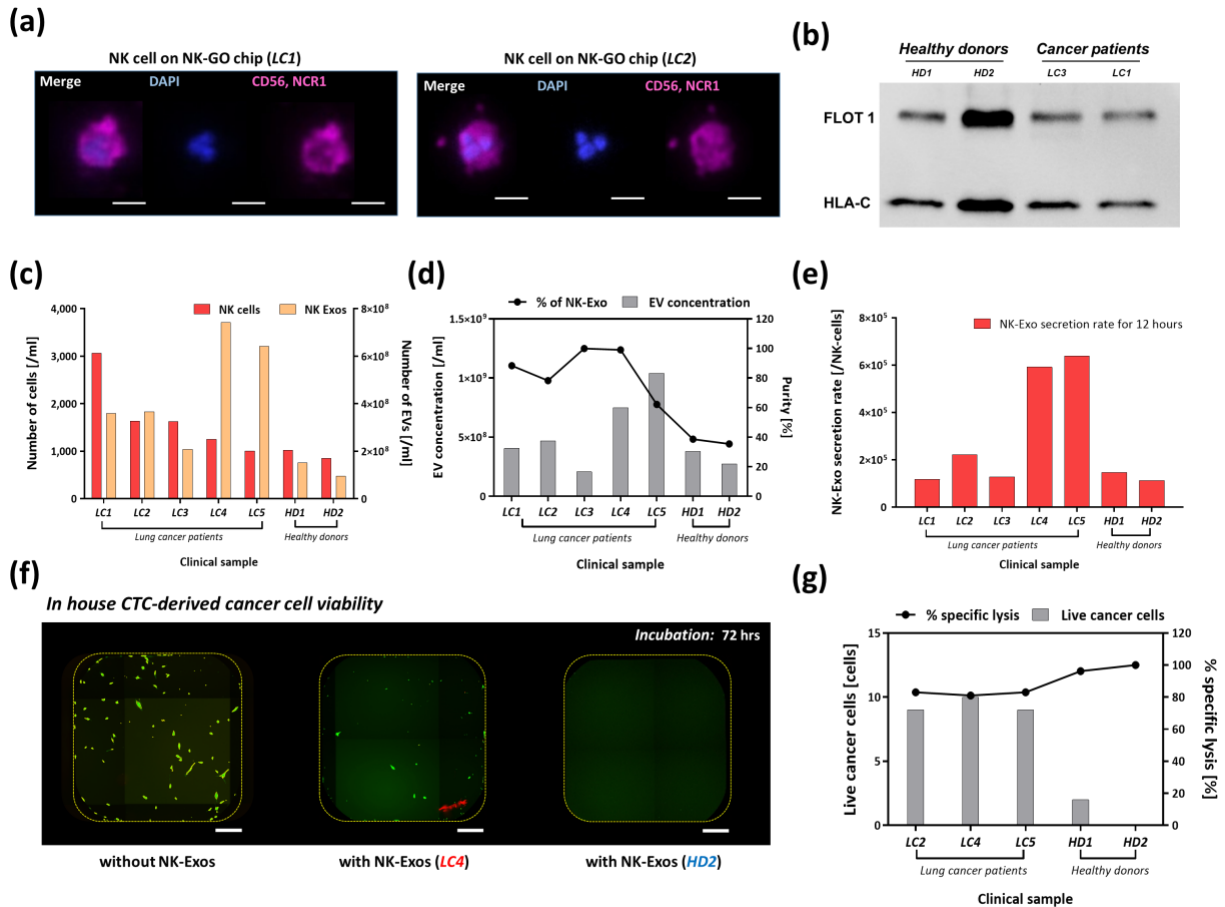 (a)
NK cell on NK-GO chip (LC1)
Merge DAPI CD56, NCR1
NK cell on NK-GO chip (LC2)
Merge DAPI CD56, NCR1
(b)
Healthy donors Cancer patients
HD1 HD2 LC3 LC1
FLOT 1
HLA-C
(c)
NK cells NK Exos
Number of cells [/ml]
4,000
3,000
2,000
1,000
0
8×10⁸
6×10⁸
4×10⁸
2×10⁸
0
Number of EVs [/ml]
LC1 LC2 LC3 LC4 LC5 HD1 HD2
Lung cancer patients Healthy donors
Clinical sample
(d)
% of NK-Exo EV concentration
EV concentration [/ml]
1.5×10⁹
1×10⁹
5×10⁸
0
120
100
80
60
40
20
0
Purity [%]
LC1 LC2 LC3 LC4 LC5 HD1 HD2
Lung cancer patients Healthy donors
Clinical sample
(e)
NK-Exo secretion rate for 12 hours
NK-Exo secretion rate [/NK-cells]
8×10⁵
6×10⁵
4×10⁵
2×10⁵
0
LC1 LC2 LC3 LC4 LC5 HD1 HD2
Lung cancer patients Healthy donors
Clinical sample
(f)
In house CTC-derived cancer cell viability
Incubation: 72 hrs
without NK-Exos
with NK-Exos (LC4)
with NK-Exos (HD2)
(g)
% specific lysis Live cancer cells
Live cancer cells [cells]
15
10
5
0
120
100
80
60
40
20
0
% specific lysis [%]
LC2 LC4 LC5 HD1 HD2
Lung cancer patients Healthy donors
Clinical sample